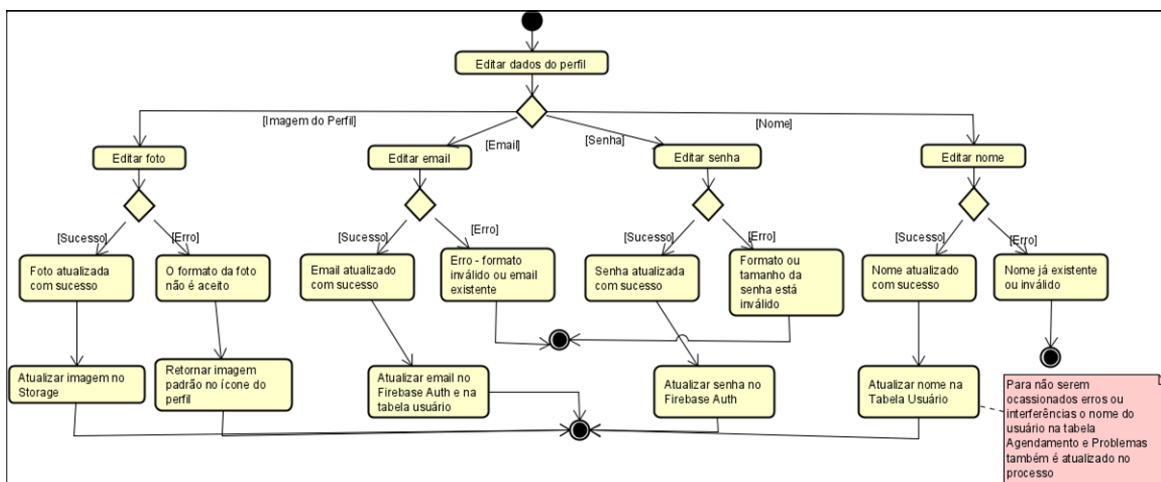 Editar dados do perfil
[Imagem do Perfil]
[Email]
[Senha]
[Nome]
Editar foto
Editar email
Editar senha
Editar nome
[Sucesso]
[Erro]
[Sucesso]
[Erro]
[Sucesso]
[Erro]
[Sucesso]
[Erro]
Foto atualizada
com sucesso
O formato da foto
não é aceito
Email atualizado
com sucesso
Erro - formato
inválido ou email
existente
Senha atualizada
com sucesso
Formato ou
tamanho da
senha está
inválido
Nome atualizado
com sucesso
Nome já existente
ou inválido
Atualizar imagem no
Storage
Retornar imagem
padrão no ícone do
perfil
Atualizar email no
Firebase Auth e na
tabela usuário
Atualizar senha no
Firebase Auth
Atualizar nome na
Tabela Usuário
Para não serem
ocassionados erros ou
interferências o nome do
usuário na tabela
Agendamento e Problemas
também é atualizado no
processo